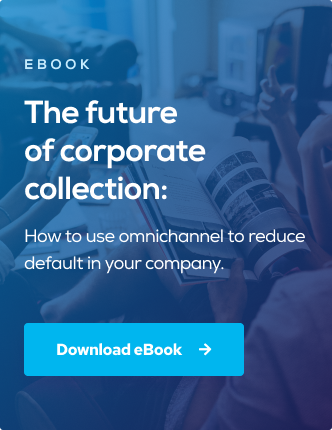 EBOOK
The future
of corporate
collection:
How to use omnichannel to reduce
default in your company.
Download eBook →